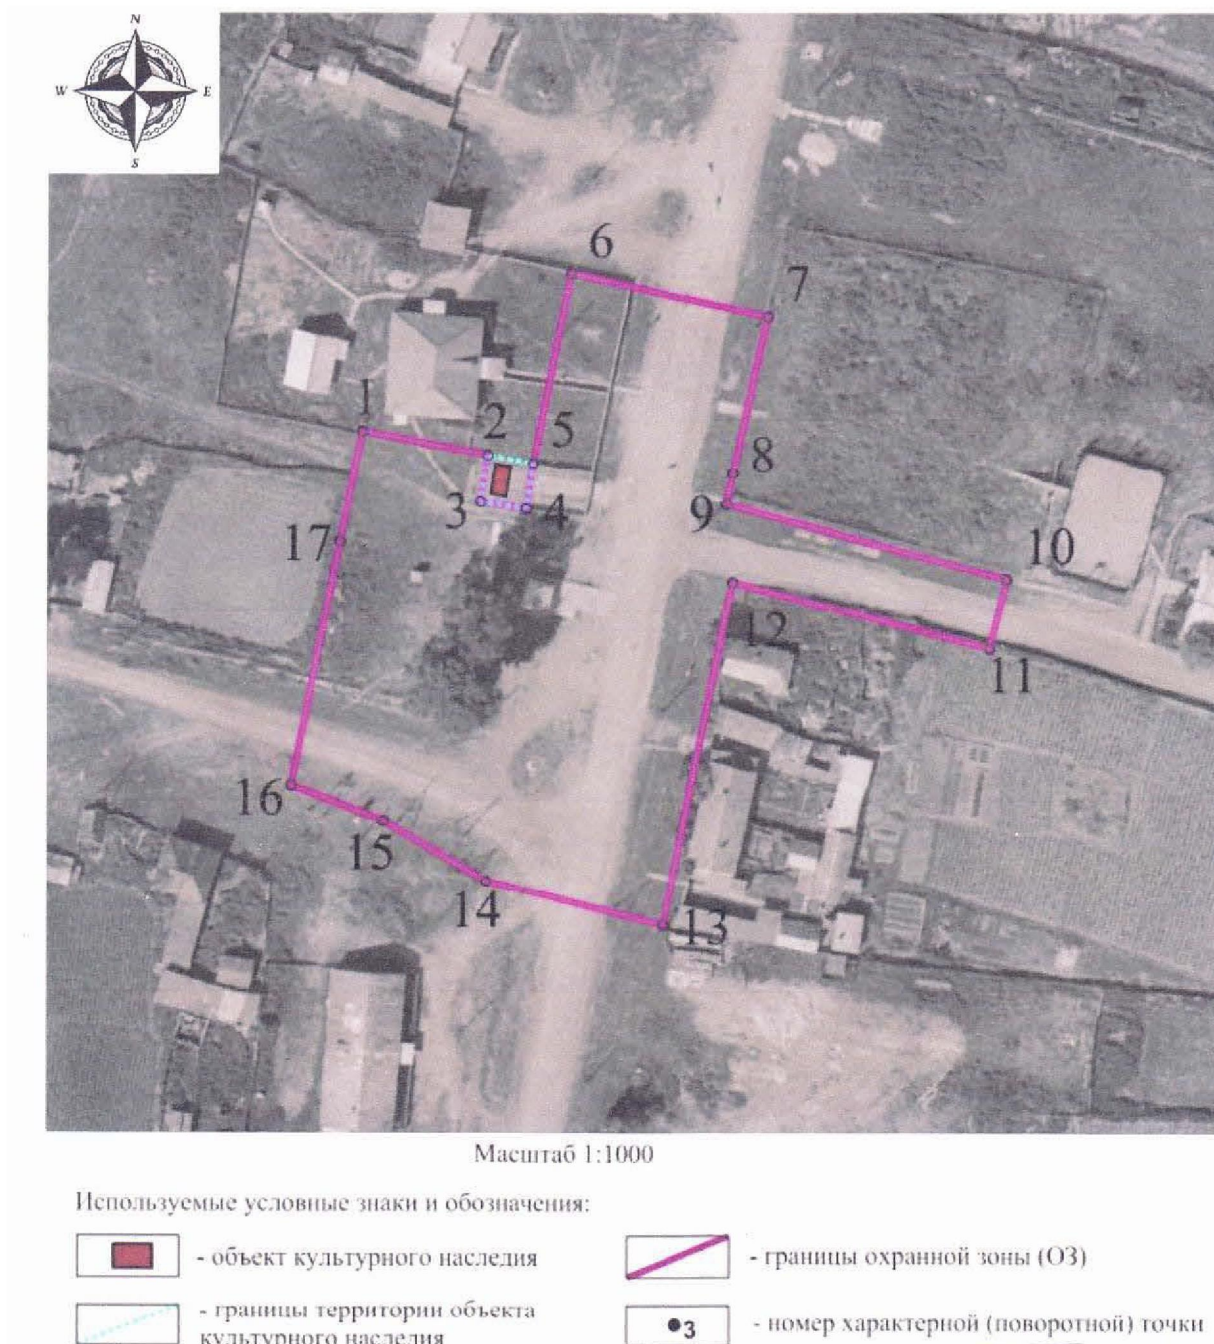 N
W E
S
6
7
1
2 5
8
3 4
9
17
10
12
11
16
15
14
13
Масштаб 1:1000
Используемые условные знаки и обозначения:
- объект культурного наследия
- границы охранной зоны (ОЗ)
- границы территории объекта
культурного наследия
3
- номер характерной (поворотной) точки